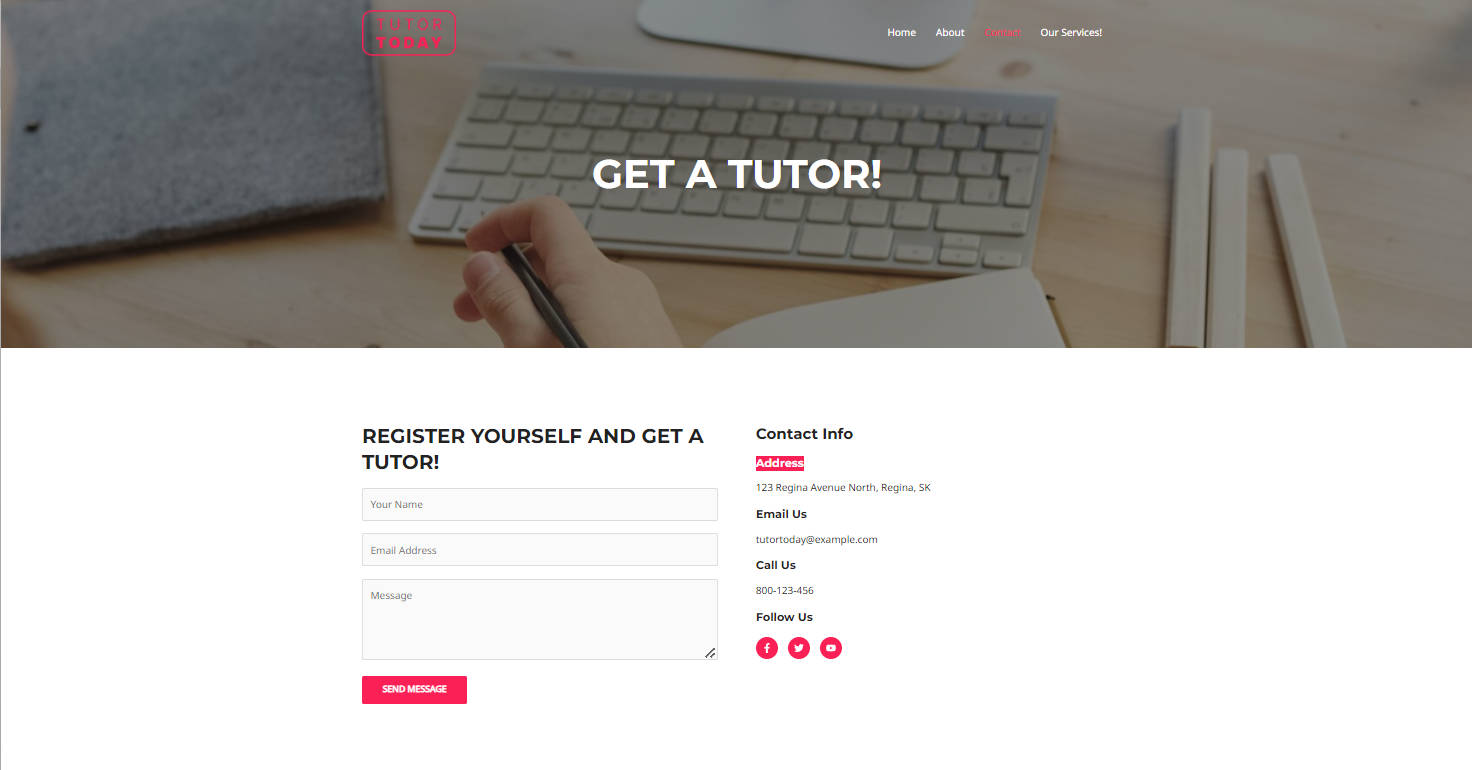 TUTOR
TODAY
Home About Contact Our Services!
GET A TUTOR!
REGISTER YOURSELF AND GET A
TUTOR!
Your Name
Email Address
Message
SEND MESSAGE
Contact Info
Address
123 Regina Avenue North, Regina, SK
Email Us
tutortoday@example.com
Call Us
800-123-456
Follow Us